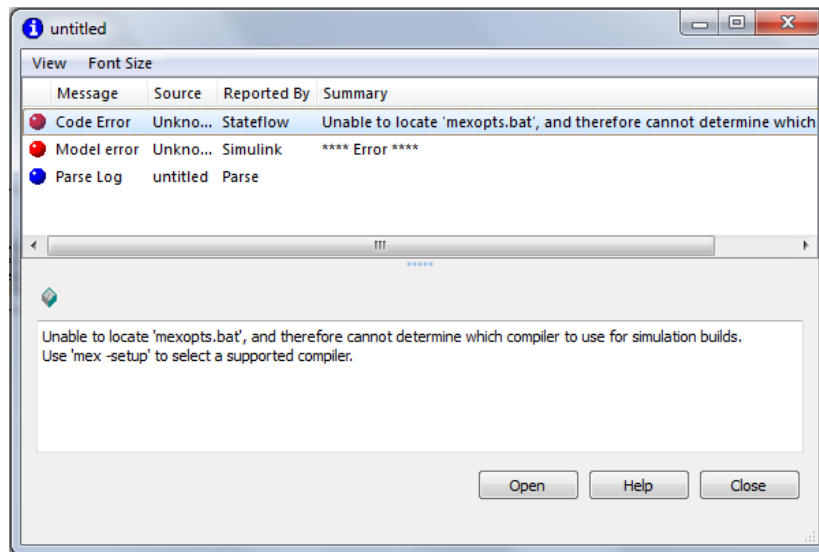 untitled
View Font Size
Message Source Reported By Summary
Code Error Unkno... Stateflow Unable to locate 'mexopts.bat', and therefore cannot determine which
Model error Unkno... Simulink **** Error ****
Parse Log untitled Parse
Unable to locate 'mexopts.bat', and therefore cannot determine which compiler to use for simulation builds.
Use 'mex -setup' to select a supported compiler.
Open Help Close